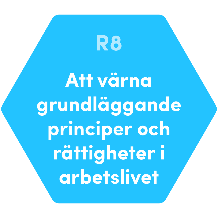 R8
Att värna
grundläggande
principer och
rättigheter i
arbetslivet